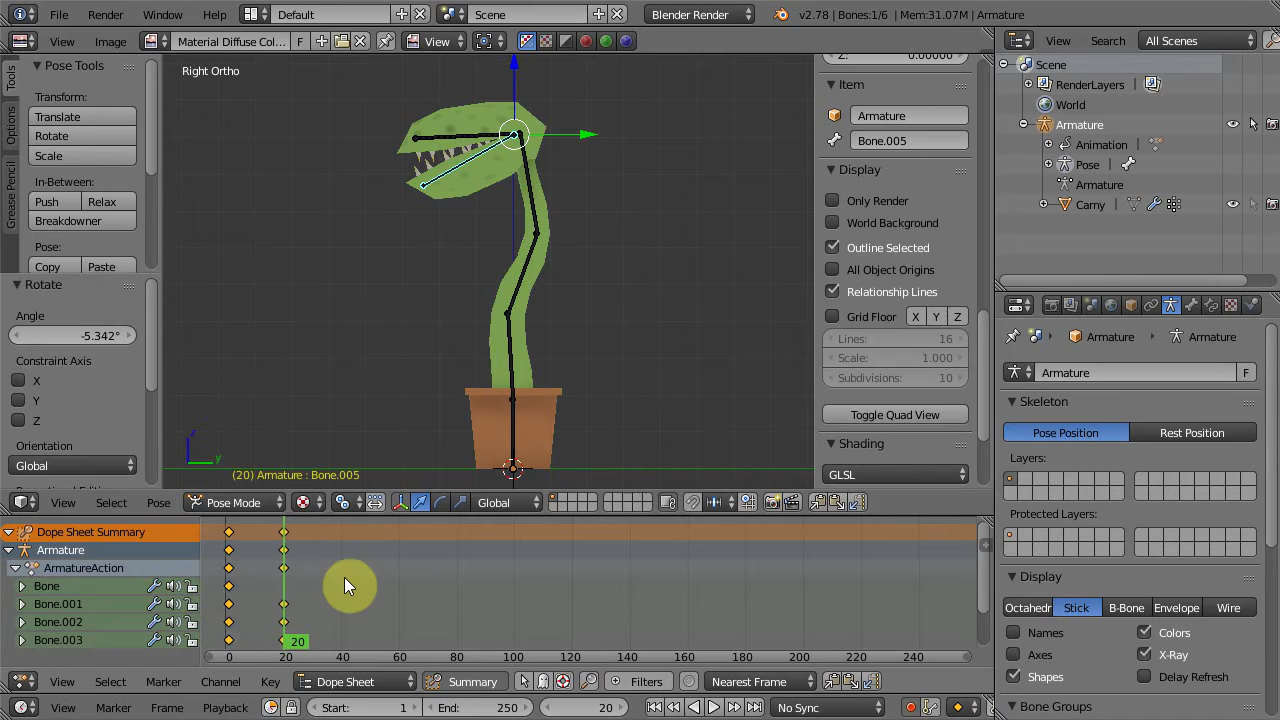 File Render Window Help Default Scene Blender Render v2.78 | Bones:1/6 | Mem:31.07M | Armature
View Image Material Diffuse Col... F View View Search All Scenes
Tools
Options
Grease Pencil
Pose Tools
Transform:
Translate
Rotate
Scale
In-Between:
Push Relax
Breakdowner
Pose:
Copy Paste
Rotate
Angle
-5.342°
Constraint Axis
X
Y
Z
Orientation
Global
Right Ortho
z
y
(20) Armature : Bone.005
Z: 0.00000
Item
Armature
Bone.005
Display
Only Render
World Background
Outline Selected
All Object Origins
Relationship Lines
Grid Floor X Y Z
Lines: 16
Scale: 1.000
Subdivisions: 10
Toggle Quad View
Shading
GLSL
Scene
RenderLayers
World
Armature
Animation
Pose
Armature
Carny
Armature Armature
Armature F
Skeleton
Pose Position Rest Position
Layers:
Protected Layers:
Display
Octahedr Stick B-Bone Envelope Wire
Names Colors
Axes X-Ray
Shapes Delay Refresh
Bone Groups
View Select Pose Pose Mode Global
Dope Sheet Summary
Armature
ArmatureAction
Bone
Bone.001
Bone.002
Bone.003
20
0 20 40 60 80 100 120 140 160 180 200 220 240
View Select Marker Channel Key Dope Sheet Summary Filters Nearest Frame
View Marker Frame Playback Start: 1 End: 250 20 No Sync